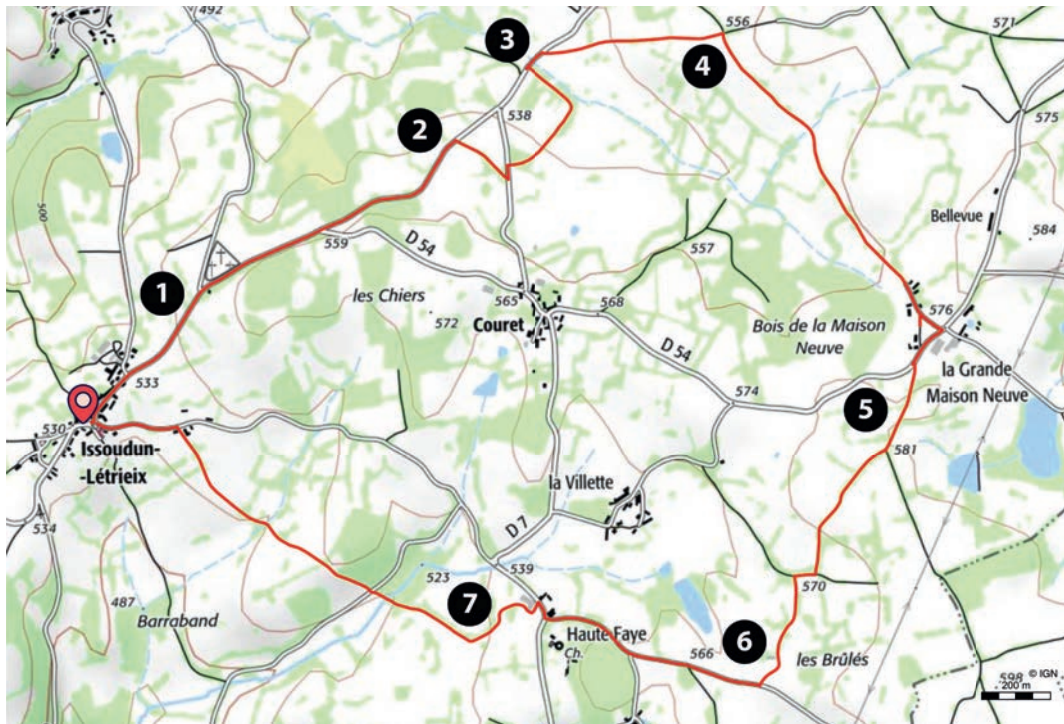 492
556
571
3
4
538
2
575
500
Bellevue
584
559
D 54
557
1
les Chiers
565
568
576
572
Couret
Bois de la Maison
Neuve
533
D 54
la Grande
Maison Neuve
574
5
530
Issoudun-
-Létrieix
581
la Villette
534
D 7
539
523
570
487
7
Barraband
Haute Faye
Ch.
6
566
les Brûlés
598
© IGN
200 m